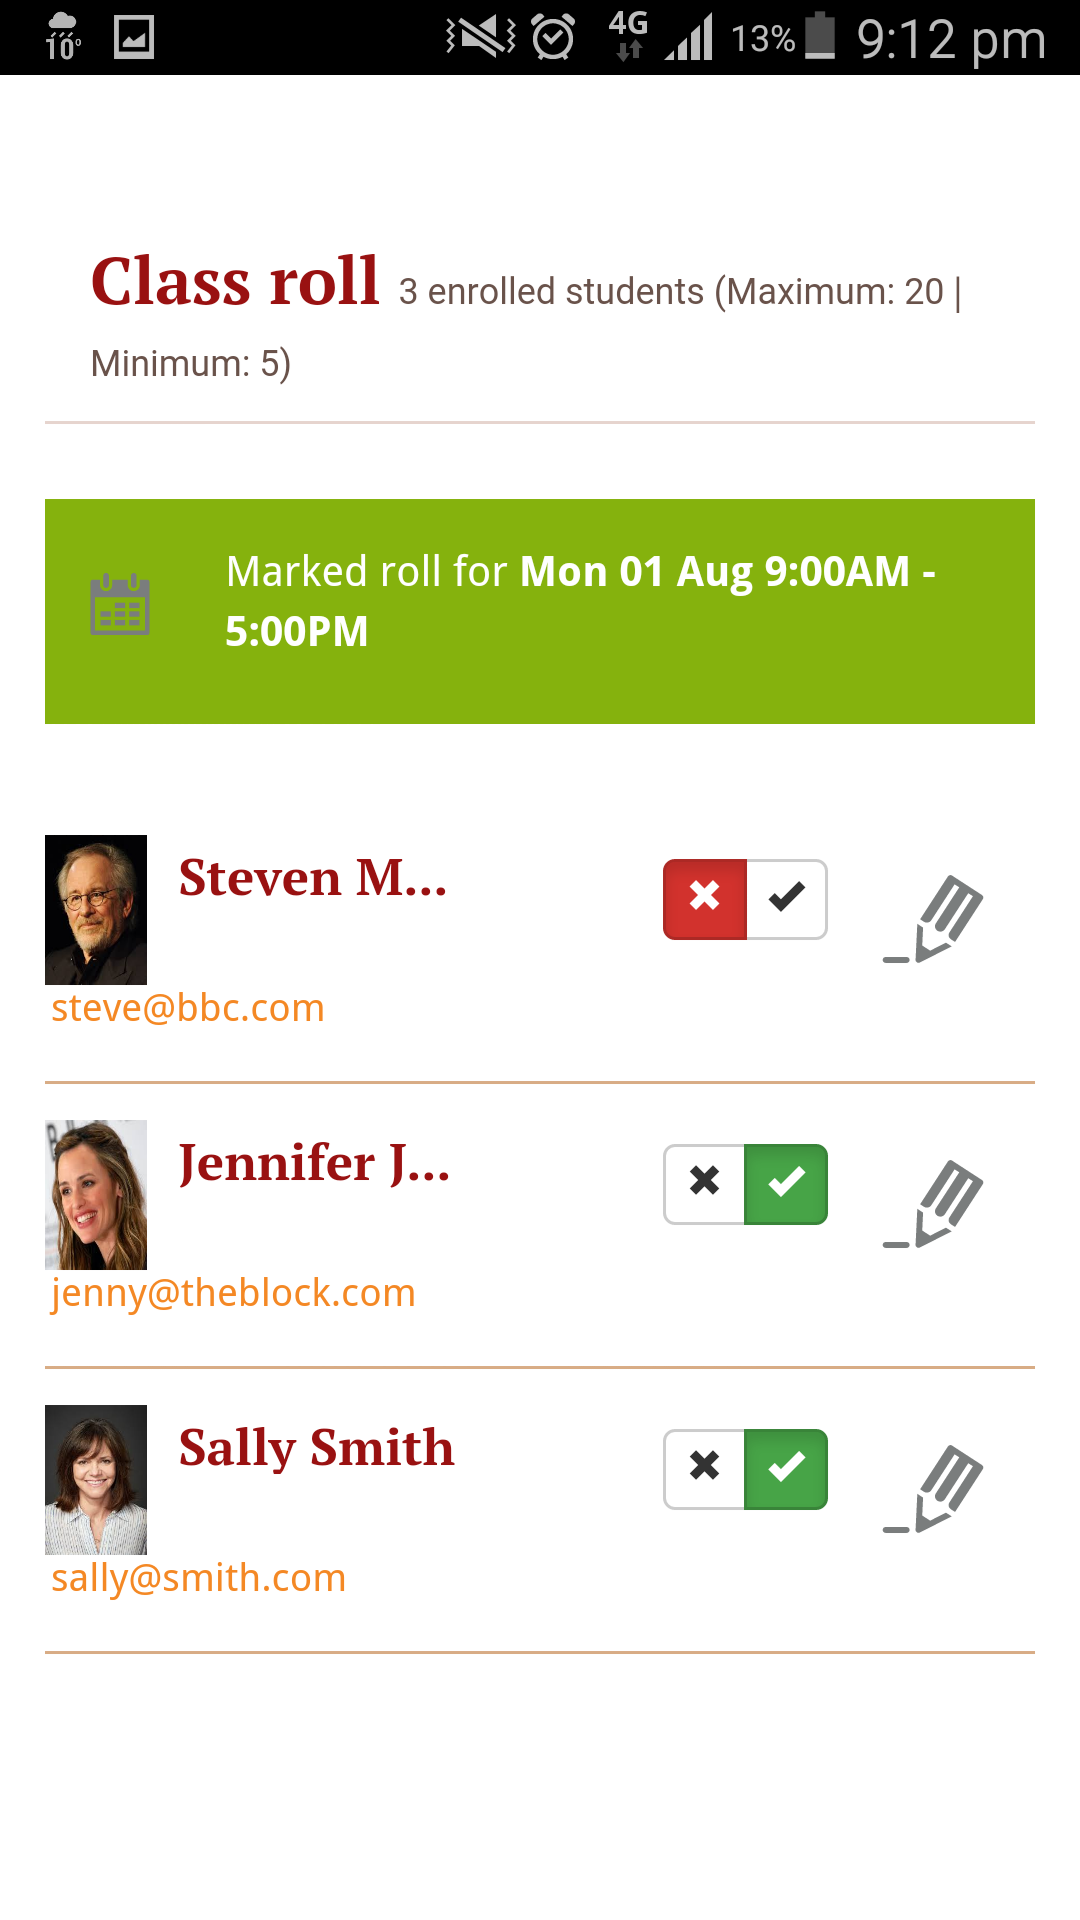 10°
4G 13% 9:12 pm
Class roll 3 enrolled students (Maximum: 20 |
Minimum: 5)
Marked roll for Mon 01 Aug 9:00AM -
5:00PM
Steven M...
steve@bbc.com
Jennifer J...
jenny@theblock.com
Sally Smith
sally@smith.com